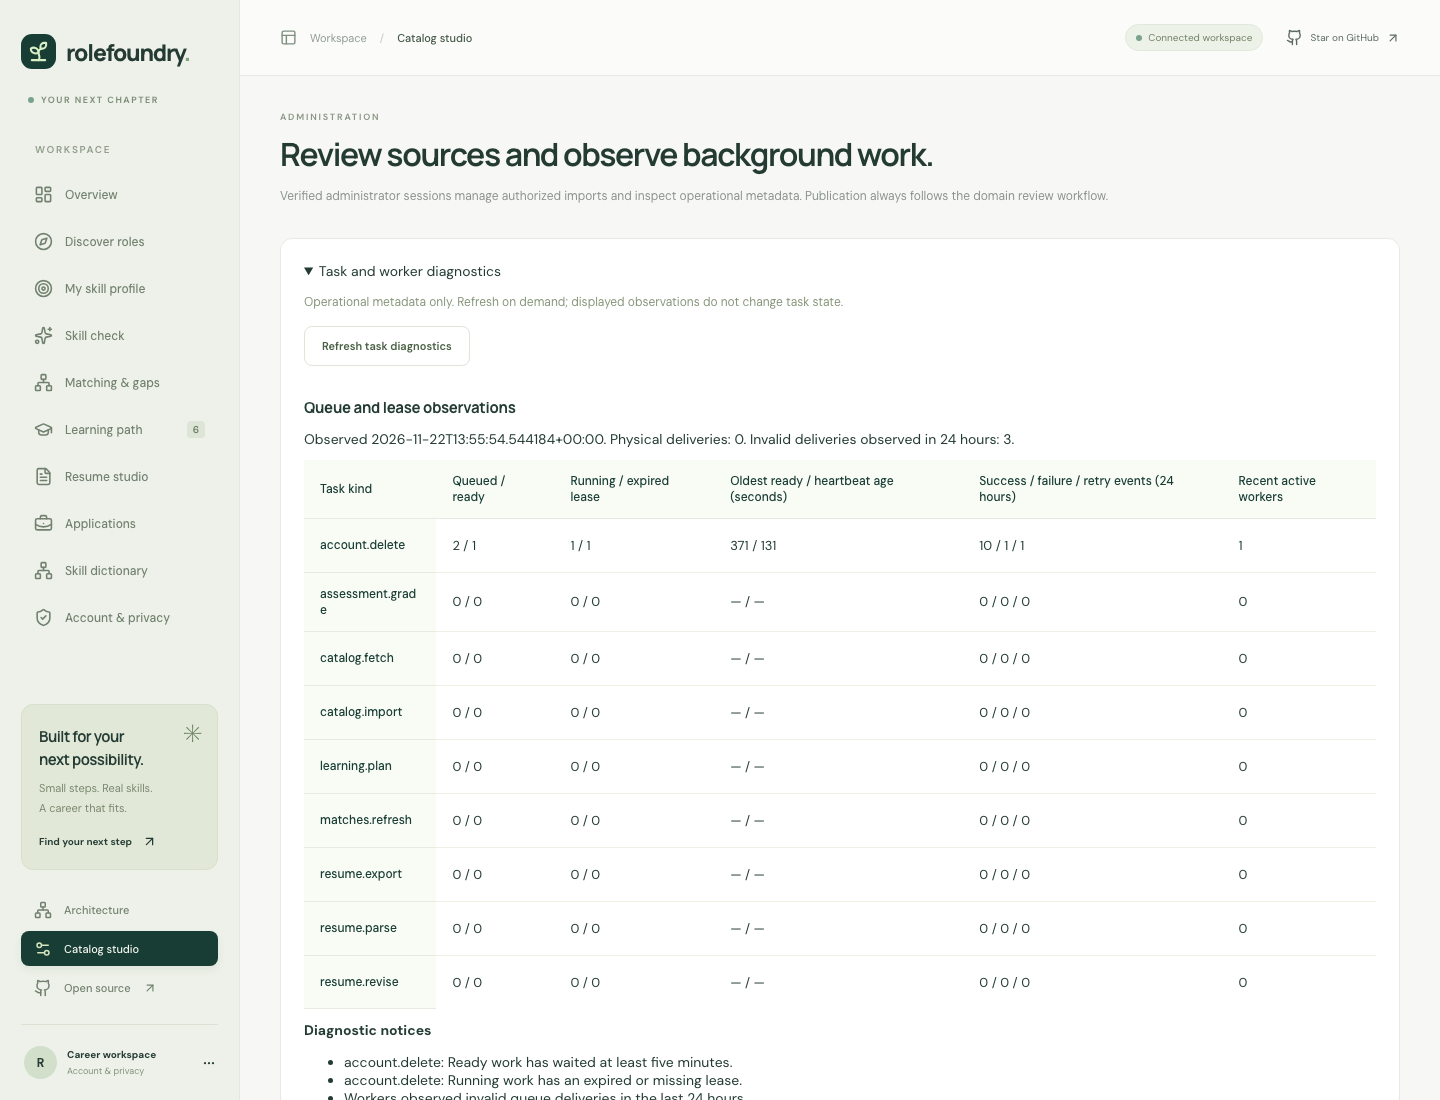 rolefoundry.
YOUR NEXT CHAPTER
WORKSPACE
Overview
Discover roles
My skill profile
Skill check
Matching & gaps
Learning path 6
Resume studio
Applications
Skill dictionary
Account & privacy
Built for your
next possibility.
Small steps. Real skills.
A career that fits.
Find your next step
Architecture
Catalog studio
Open source
R
Career workspace
Account & privacy
Workspace / Catalog studio
Connected workspace
Star on GitHub
ADMINISTRATION
Review sources and observe background work.
Verified administrator sessions manage authorized imports and inspect operational metadata. Publication always follows the domain review workflow.
▼ Task and worker diagnostics
Operational metadata only. Refresh on demand; displayed observations do not change task state.
Refresh task diagnostics
Queue and lease observations
Observed 2026-11-22T13:55:54.544184+00:00. Physical deliveries: 0. Invalid deliveries observed in 24 hours: 3.
Task kind
Queued /
ready
Running / expired
lease
Oldest ready / heartbeat age
(seconds)
Success / failure / retry events (24
hours)
Recent active
workers
account.delete 2 / 1 1 / 1 371 / 131 10 / 1 / 1 1
assessment.grad
e
0 / 0 0 / 0 — / — 0 / 0 / 0 0
catalog.fetch 0 / 0 0 / 0 — / — 0 / 0 / 0 0
catalog.import 0 / 0 0 / 0 — / — 0 / 0 / 0 0
learning.plan 0 / 0 0 / 0 — / — 0 / 0 / 0 0
matches.refresh 0 / 0 0 / 0 — / — 0 / 0 / 0 0
resume.export 0 / 0 0 / 0 — / — 0 / 0 / 0 0
resume.parse 0 / 0 0 / 0 — / — 0 / 0 / 0 0
resume.revise 0 / 0 0 / 0 — / — 0 / 0 / 0 0
Diagnostic notices
• account.delete: Ready work has waited at least five minutes.
• account.delete: Running work has an expired or missing lease.
• Workers observed invalid queue deliveries in the last 24 hours.